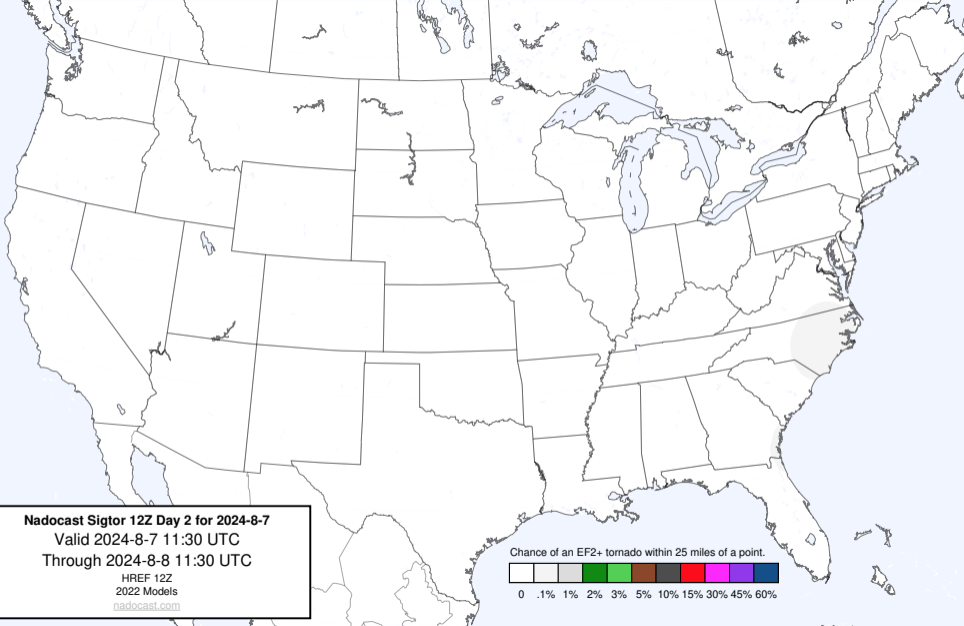 Nadocast Sigtor 12Z Day 2 for 2024-8-7
Valid 2024-8-7 11:30 UTC
Through 2024-8-8 11:30 UTC
HREF 12Z
2022 Models
nadocast.com
Chance of an EF2+ tornado within 25 miles of a point.
0 .1% 1% 2% 3% 5% 10% 15% 30% 45% 60%